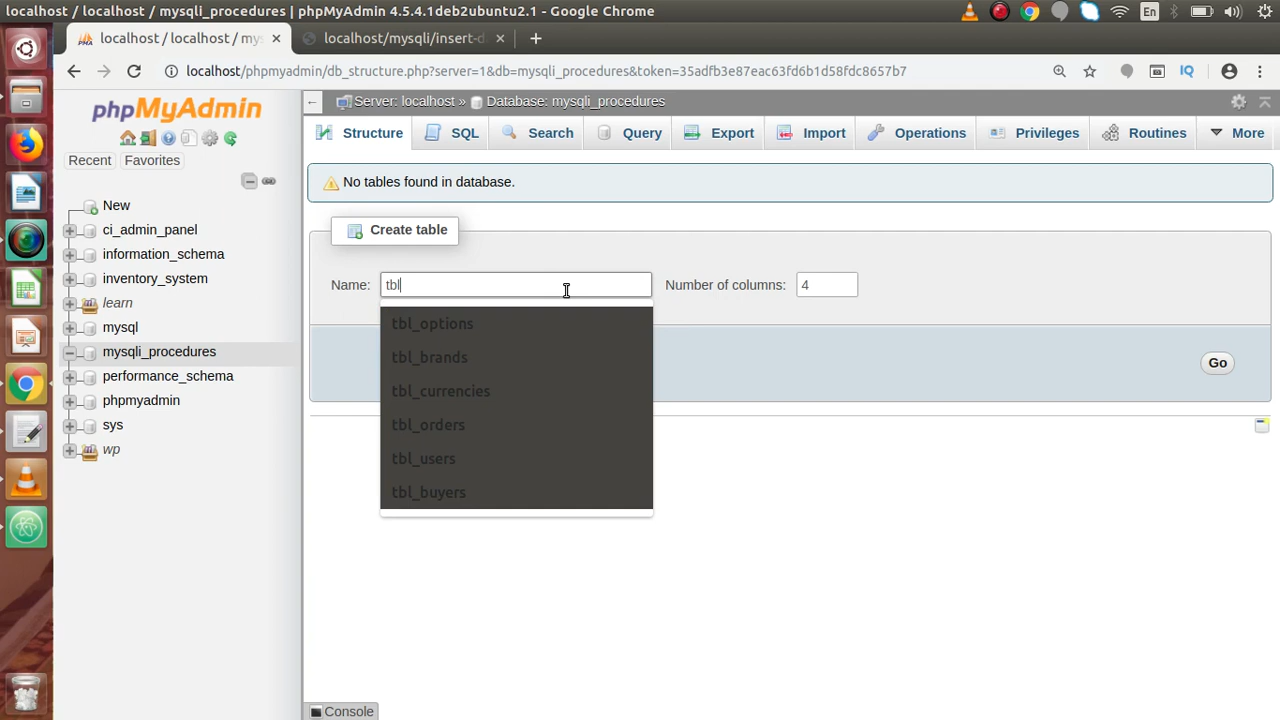 localhost / localhost / mysqli_procedures | phpMyAdmin 4.5.4.1deb2ubuntu2.1 - Google Chrome
En
localhost / localhost / mys
localhost/mysqli/insert-d
localhost/phpmyadmin/db_structure.php?server=1&db=mysqli_procedures&token=35adfb3e87eac63fd6b1d58fdc8657b7
IQ
phpMyAdmin
Recent Favorites
New
ci_admin_panel
information_schema
inventory_system
learn
mysql
mysqli_procedures
performance_schema
phpmyadmin
sys
wp
Server: localhost » Database: mysqli_procedures
Structure SQL Search Query Export Import Operations Privileges Routines More
No tables found in database.
Create table
Name: tbl Number of columns: 4
tbl_options
tbl_brands
tbl_currencies
tbl_orders
tbl_users
tbl_buyers
Go
Console